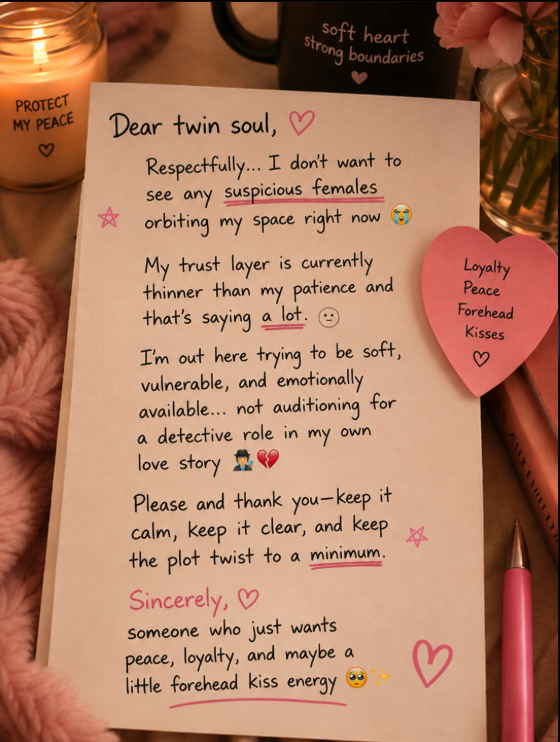 PROTECT
MY PEACE
♡
soft heart
strong boundaries
♥
Dear twin soul, ♡
Respectfully... I don't want to
see any suspicious females
orbiting my space right now 😭
My trust layer is currently
thinner than my patience and
that's saying a lot. 😐
I'm out here trying to be soft,
vulnerable, and emotionally
available... not auditioning for
a detective role in my own
love story 🕵️💔
Please and thank you—keep it
calm, keep it clear, and keep
the plot twist to a minimum.
Sincerely, ♡
someone who just wants
peace, loyalty, and maybe a
little forehead kiss energy 🥺✨
Loyalty
Peace
Forehead
Kisses
♡